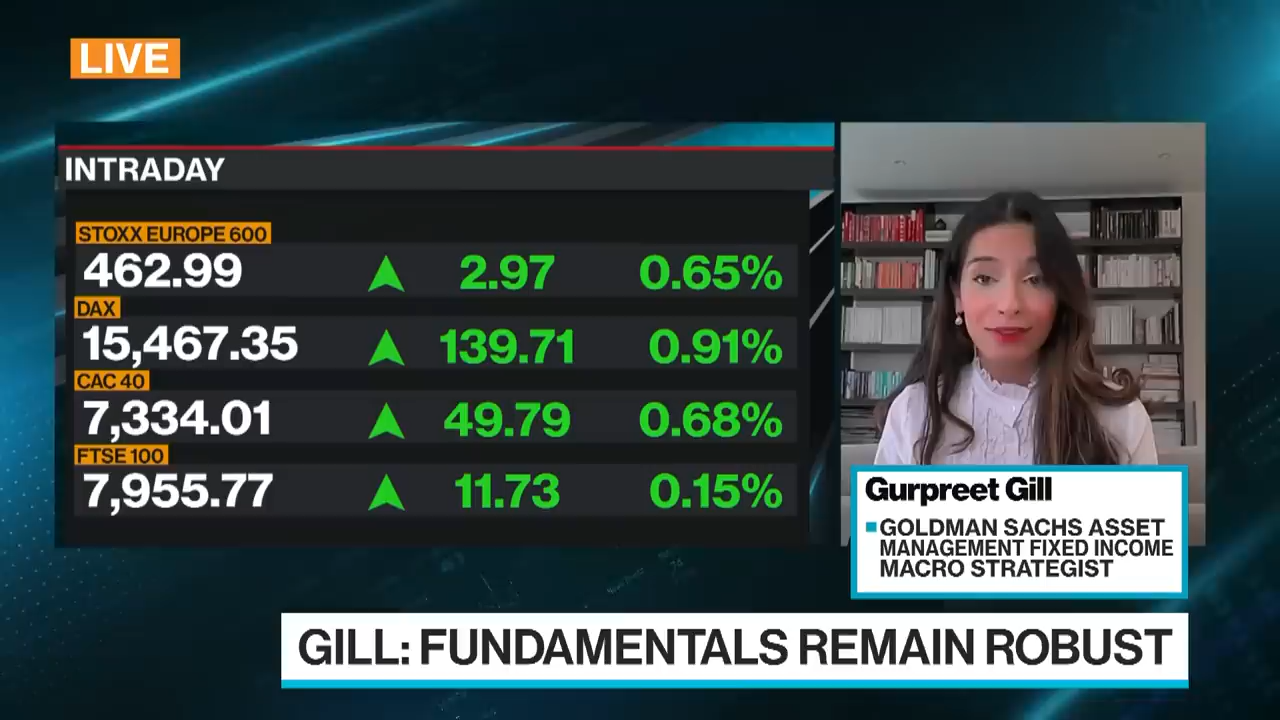 LIVE
INTRADAY
STOXX EUROPE 600
462.99 ▲ 2.97 0.65%
DAX
15,467.35 ▲ 139.71 0.91%
CAC 40
7,334.01 ▲ 49.79 0.68%
FTSE 100
7,955.77 ▲ 11.73 0.15%
Gurpreet Gill
GOLDMAN SACHS ASSET
MANAGEMENT FIXED INCOME
MACRO STRATEGIST
GILL: FUNDAMENTALS REMAIN ROBUST